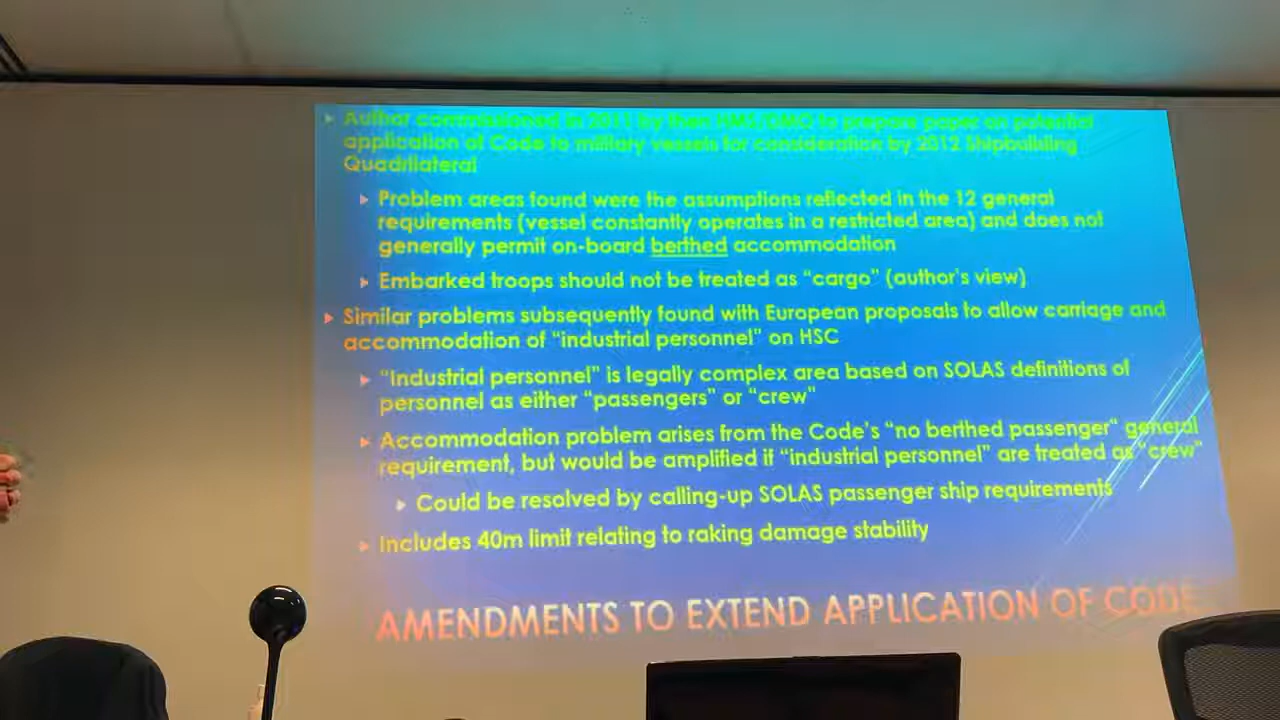 Author commissioned in 2011 by then HMS/DMO to prepare paper on potential
application of Code to military vessels for consideration by 2012 Shipbuilding
Quadrilateral
Problem areas found were the assumptions reflected in the 12 general
requirements (vessel constantly operates in a restricted area) and does not
generally permit on-board berthed accommodation
Embarked troops should not be treated as “cargo” (author's view)
Similar problems subsequently found with European proposals to allow carriage and
accommodation of “industrial personnel” on HSC
“Industrial personnel” is legally complex area based on SOLAS definitions of
personnel as either “passengers” or “crew”
Accommodation problem arises from the Code's “no berthed passenger” general
requirement, but would be amplified if “industrial personnel” are treated as “crew”
Could be resolved by calling-up SOLAS passenger ship requirements
Includes 40m limit relating to raking damage stability
AMENDMENTS TO EXTEND APPLICATION OF CODE